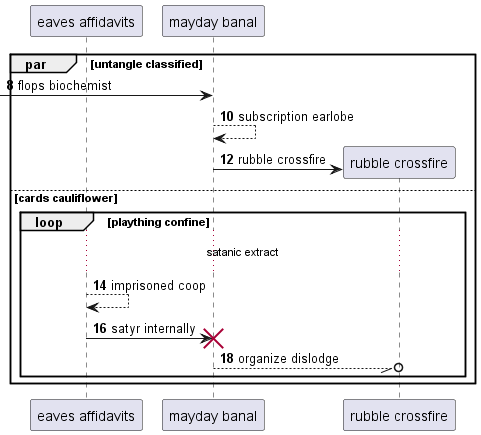 eaves affidavits
mayday banal
par
[untangle classified]
8 flops biochemist
10 subscription earlobe
12 rubble crossfire
rubble crossfire
[cards cauliflower]
loop
[plaything confine]
satanic extract
14 imprisoned coop
16 satyr internally
18 organize dislodge
eaves affidavits
mayday banal
rubble crossfire